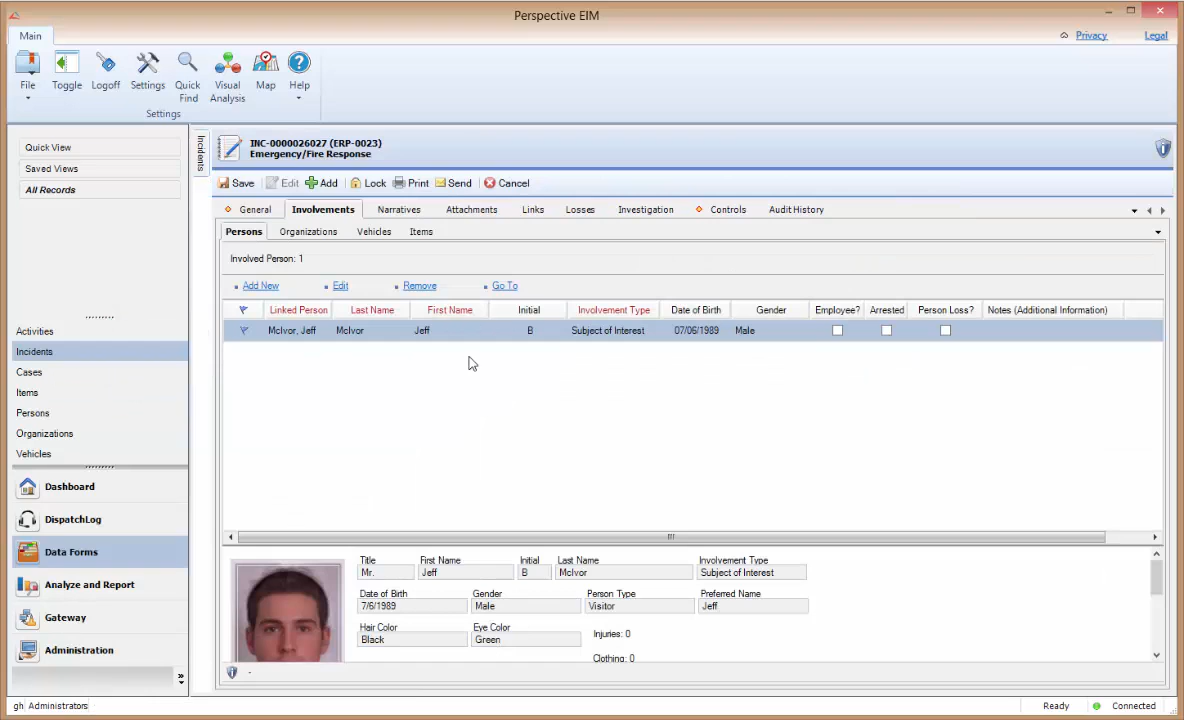 Perspective EIM
Main
Privacy
Legal
File
Toggle
Logoff
Settings
Quick
Find
Visual
Analysis
Map
Help
Settings
Quick View
Saved Views
All Records
Activities
Incidents
Cases
Items
Persons
Organizations
Vehicles
Dashboard
DispatchLog
Data Forms
Analyze and Report
Gateway
Administration
Incidents
INC-0000026027 (ERP-0023)
Emergency/Fire Response
Save Edit Add Lock Print Send Cancel
General Involvements Narratives Attachments Links Losses Investigation Controls Audit History
Persons Organizations Vehicles Items
Involved Person: 1
Add New Edit Remove Go To
Linked Person Last Name First Name Initial Involvement Type Date of Birth Gender Employee? Arrested Person Loss? Notes (Additional Information)
McIvor, Jeff McIvor Jeff B Subject of Interest 07/06/1989 Male
Title First Name Initial Last Name Involvement Type
Mr. Jeff B McIvor Subject of Interest
Date of Birth Gender Person Type Preferred Name
7/6/1989 Male Visitor Jeff
Hair Color Eye Color
Black Green
Injuries: 0
Clothing: 0
-
gh Administrators
Ready Connected